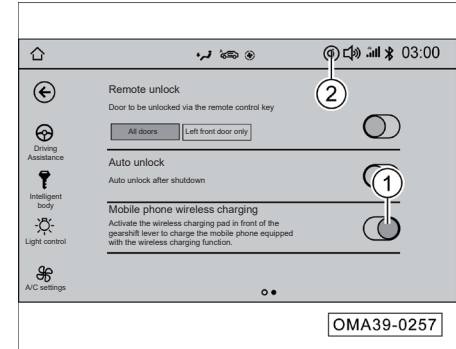 03:00
2
Remote unlock
Door to be unlocked via the remote control key
All doors
Left front door only
Driving
Assistance
Auto unlock
Auto unlock after shutdown
1
Intelligent
body
Mobile phone wireless charging
Activate the wireless charging pad in front of the
gearshift lever to charge the mobile phone equipped
with the wireless charging function.
Light control
A/C settings
OMA39-0257